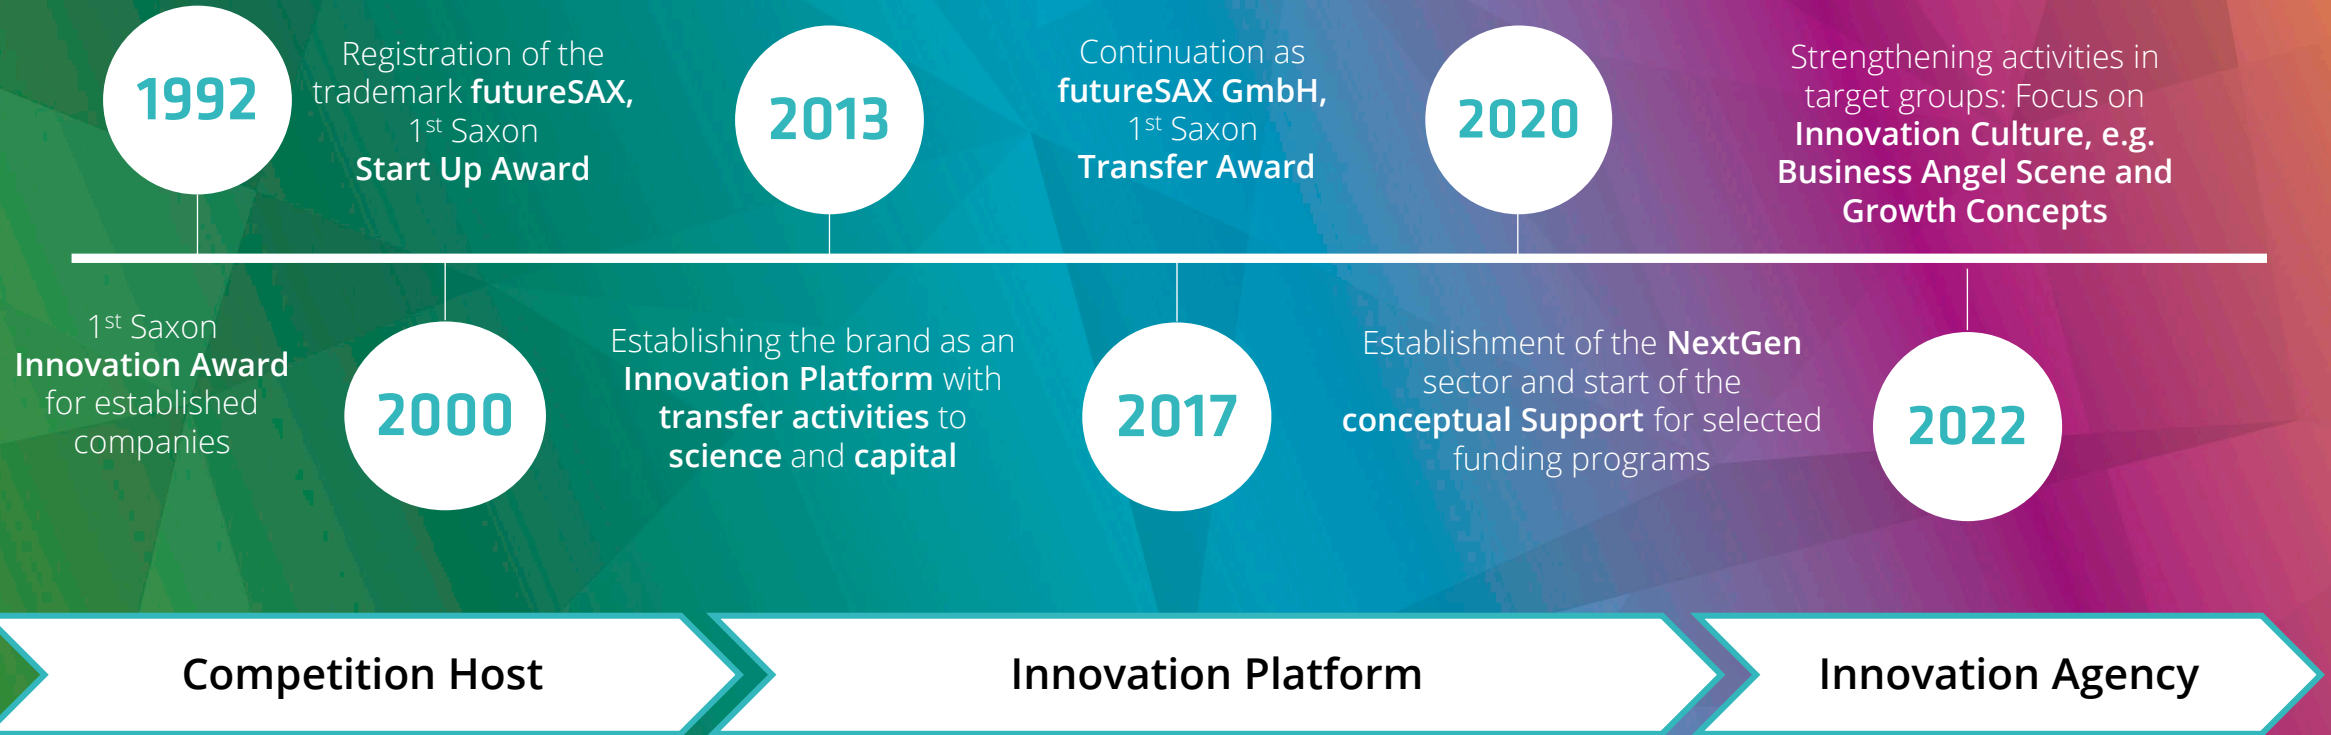 1992
1st Saxon
Innovation Award
for established
companies
Registration of the
trademark futureSAX,
1st Saxon
Start Up Award
2000
2013
Establishing the brand as an
Innovation Platform with
transfer activities to
science and capital
Continuation as
futureSAX GmbH,
1st Saxon
Transfer Award
2017
2020
Establishment of the NextGen
sector and start of the
conceptual Support for selected
funding programs
Strengthening activities in
target groups: Focus on
Innovation Culture, e.g.
Business Angel Scene and
Growth Concepts
2022
Competition Host
Innovation Platform
Innovation Agency